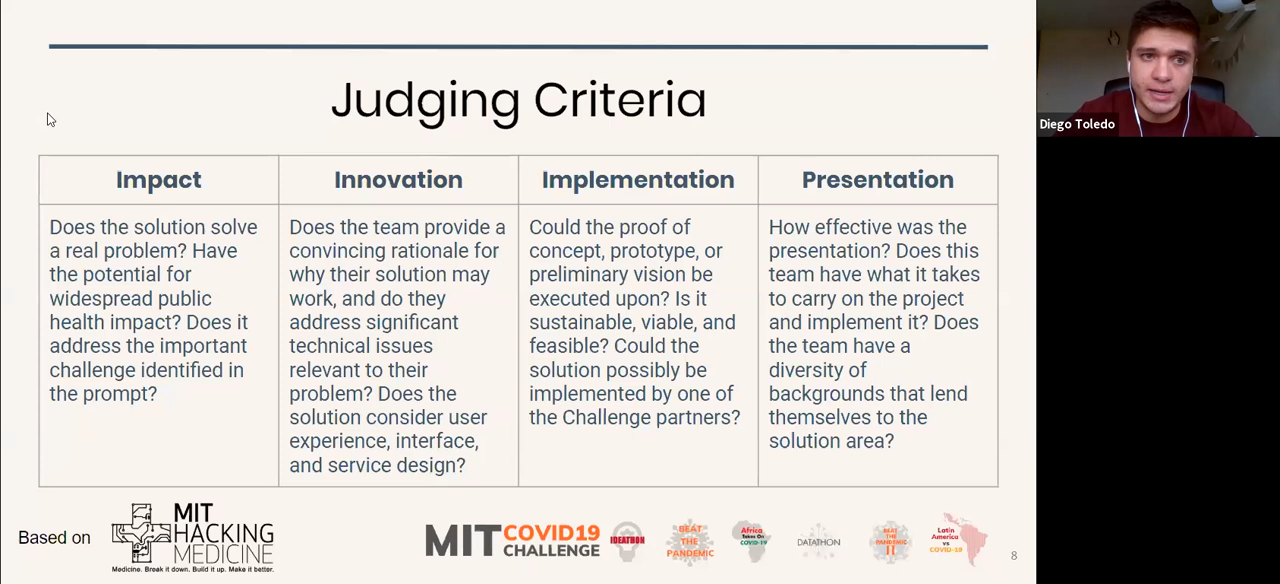 Judging Criteria
Diego Toledo
Impact
Does the solution solve
a real problem? Have
the potential for
widespread public
health impact? Does it
address the important
challenge identified in
the prompt?
Innovation
Does the team provide a
convincing rationale for
why their solution may
work, and do they
address significant
technical issues
relevant to their
problem? Does the
solution consider user
experience, interface,
and service design?
Implementation
Could the proof of
concept, prototype, or
preliminary vision be
executed upon? Is it
sustainable, viable, and
feasible? Could the
solution possibly be
implemented by one of
the Challenge partners?
Presentation
How effective was the
presentation? Does this
team have what it takes
to carry on the project
and implement it? Does
the team have a
diversity of
backgrounds that lend
themselves to the
solution area?
Based on
MIT
HACKING
MEDICINE
Medicine. Break it down. Build it up. Make it better.
MIT COVID19
CHALLENGE
IDEATHON
BEAT
THE
PANDEMIC
Africa
Takes On
COVID-19
DATATHON
BEAT
THE
PANDEMIC
II
Latin
America
vs
COVID-19
8